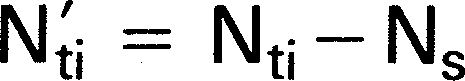 N′ti = Nti – Ns